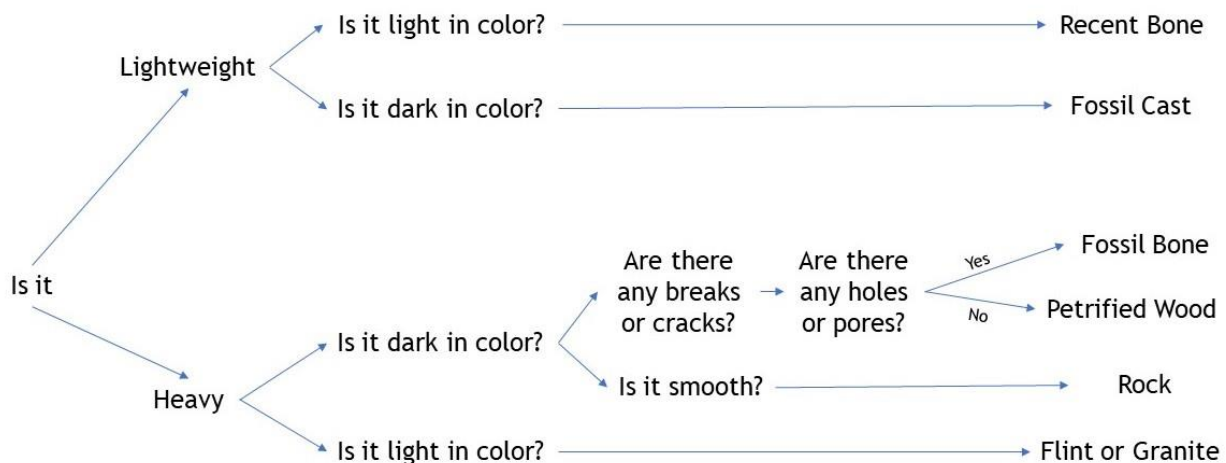 Is it light in color?
Recent Bone
Lightweight
Is it dark in color?
Fossil Cast
Is it
Are there
any breaks
or cracks?
Are there
any holes
or pores?
Yes
Fossil Bone
No
Petrified Wood
Is it dark in color?
Is it smooth?
Rock
Heavy
Is it light in color?
Flint or Granite